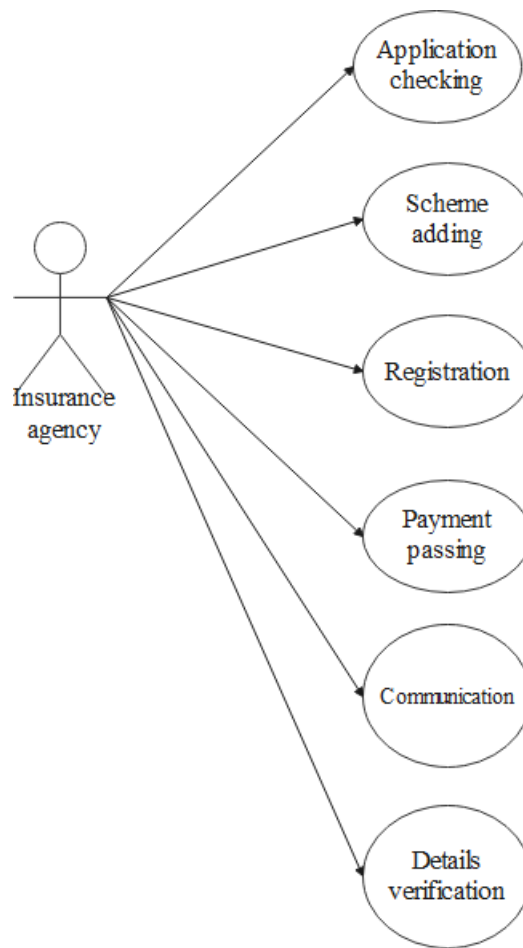 Application
checking
Scheme
adding
Insurance
agency
Registration
Payment
passing
Communication
Details
verification